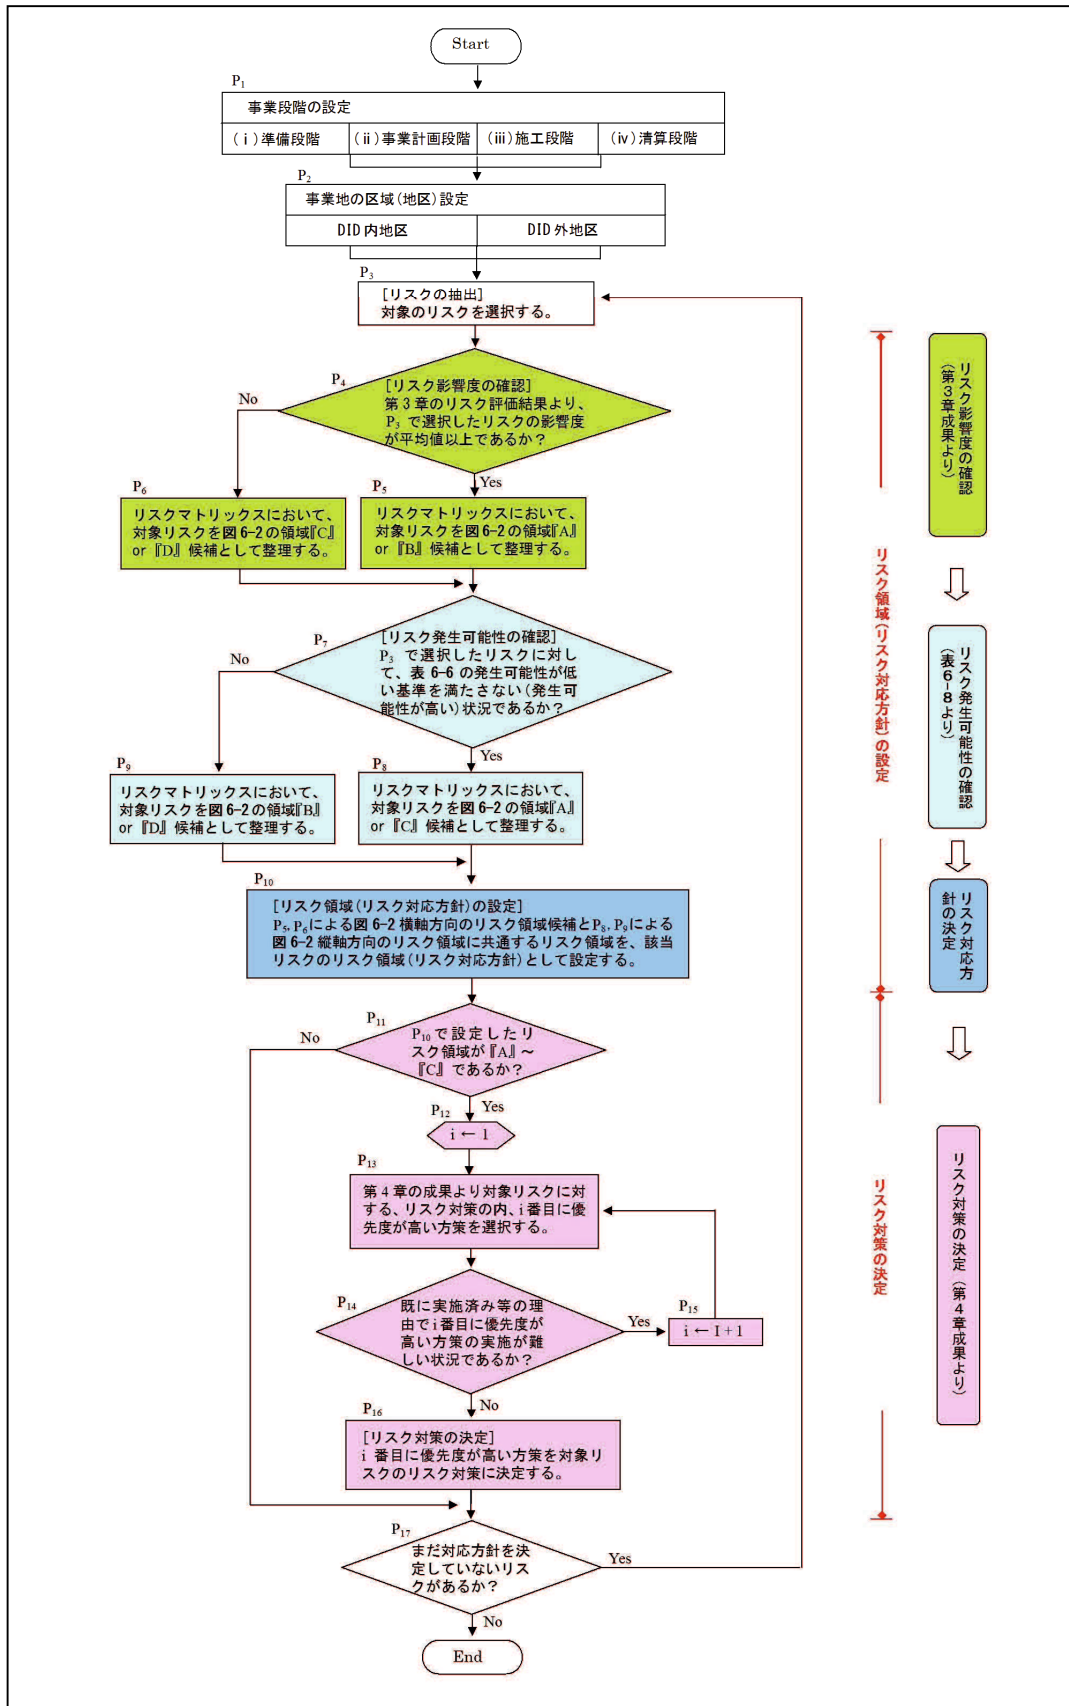 Start
P1
事業段階の設定
(ⅰ)準備段階
(ⅱ)事業計画段階
(ⅲ)施工段階
(ⅳ)清算段階
P2
事業地の区域(地区)設定
DID内地区
DID外地区
P3
[リスクの抽出]
対象のリスクを選択する。
P4
[リスク影響度の確認]
第3章のリスク評価結果より、
P3 で選択したリスクの影響度
が平均値以上であるか？
No
Yes
P6
リスクマトリックスにおいて、
対象リスクを図6-2の領域『C』
or 『D』候補として整理する。
P5
リスクマトリックスにおいて、
対象リスクを図6-2の領域『A』
or 『B』候補として整理する。
P7
[リスク発生可能性の確認]
P3 で選択したリスクに対し
て、表6-6の発生可能性が低
い基準を満たさない(発生可
能性が高い)状況であるか？
No
Yes
P9
リスクマトリックスにおいて、
対象リスクを図6-2の領域『B』
or 『D』候補として整理する。
P8
リスクマトリックスにおいて、
対象リスクを図6-2の領域『A』
or 『C』候補として整理する。
P10
[リスク領域(リスク対応方針)の設定]
P5, P6による図6-2横軸方向のリスク領域候補とP8, P9による
図6-2縦軸方向のリスク領域に共通するリスク領域を、該当
リスクのリスク領域(リスク対応方針)として設定する。
P11
P10で設定したリ
スク領域が『A』～
『C』であるか？
No
Yes
P12
i ← 1
P13
第4章の成果より対象リスクに対
する、リスク対策の内、i番目に優
先度が高い方策を選択する。
P14
既に実施済み等の理
由でi番目に優先度が
高い方策の実施が難
しい状況であるか？
Yes
P15
i ← I+1
No
P16
[リスク対策の決定]
i 番目に優先度が高い方策を対象リ
スクのリスク対策に決定する。
P17
まだ対応方針を決
定していないリス
クがあるか？
Yes
No
End
リスク領域(リスク対応方針)の設定
リスク対策の決定
リスク影響度の確認
(第3章成果より)
リスク発生可能性の確認
(表6-8より)
リスク対応方
針の決定
リスク対策の決定(第4章成果より)